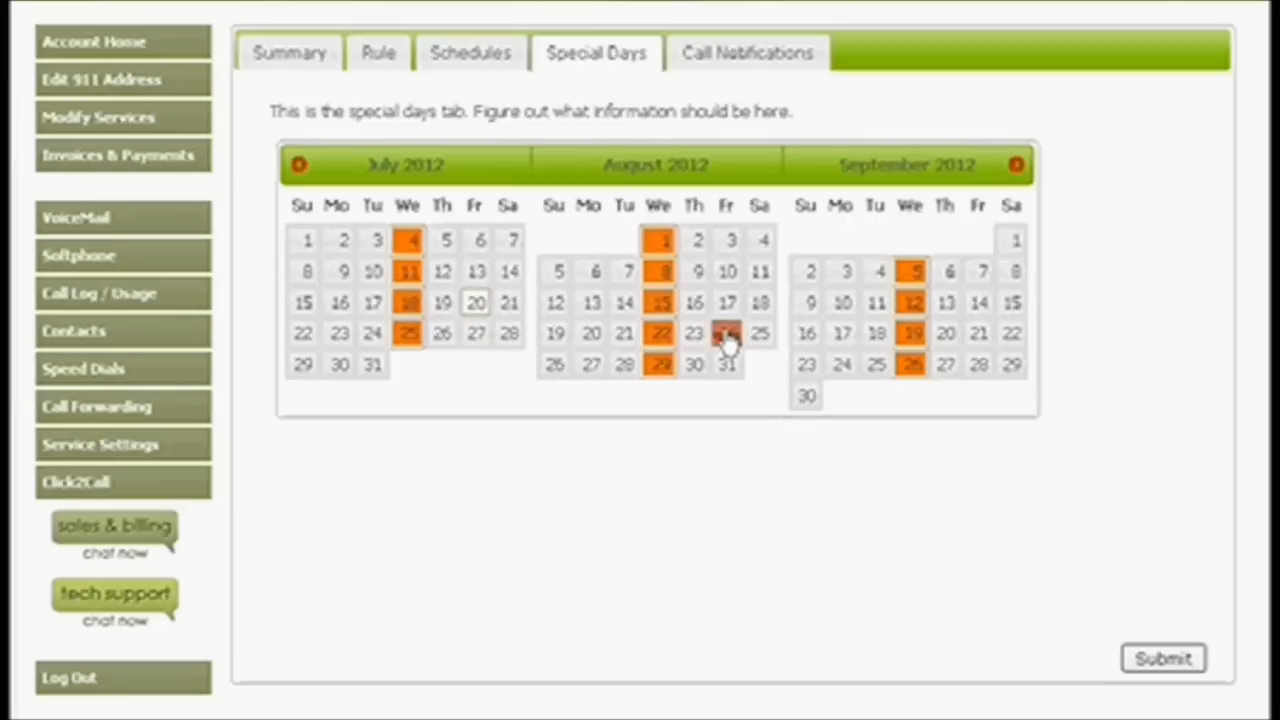 Account Home
Edit 911 Address
Modify Services
Invoices & Payments
VoiceMail
Softphone
Call Log / Usage
Contacts
Speed Dials
Call Forwarding
Service Settings
Click2Call
sales & billing
chat now
tech support
chat now
Log Out
Summary Rule Schedules Special Days Call Notifications
This is the special days tab. Figure out what information should be here.
July 2012
Su Mo Tu We Th Fr Sa
1 2 3 4 5 6 7
8 9 10 11 12 13 14
15 16 17 18 19 20 21
22 23 24 25 26 27 28
29 30 31
August 2012
Su Mo Tu We Th Fr Sa
1 2 3 4
5 6 7 8 9 10 11
12 13 14 15 16 17 18
19 20 21 22 23 25
26 27 28 29 30 31
September 2012
Su Mo Tu We Th Fr Sa
1
2 3 4 5 6 7 8
9 10 11 12 13 14 15
16 17 18 19 20 21 22
23 24 25 26 27 28 29
30
Submit